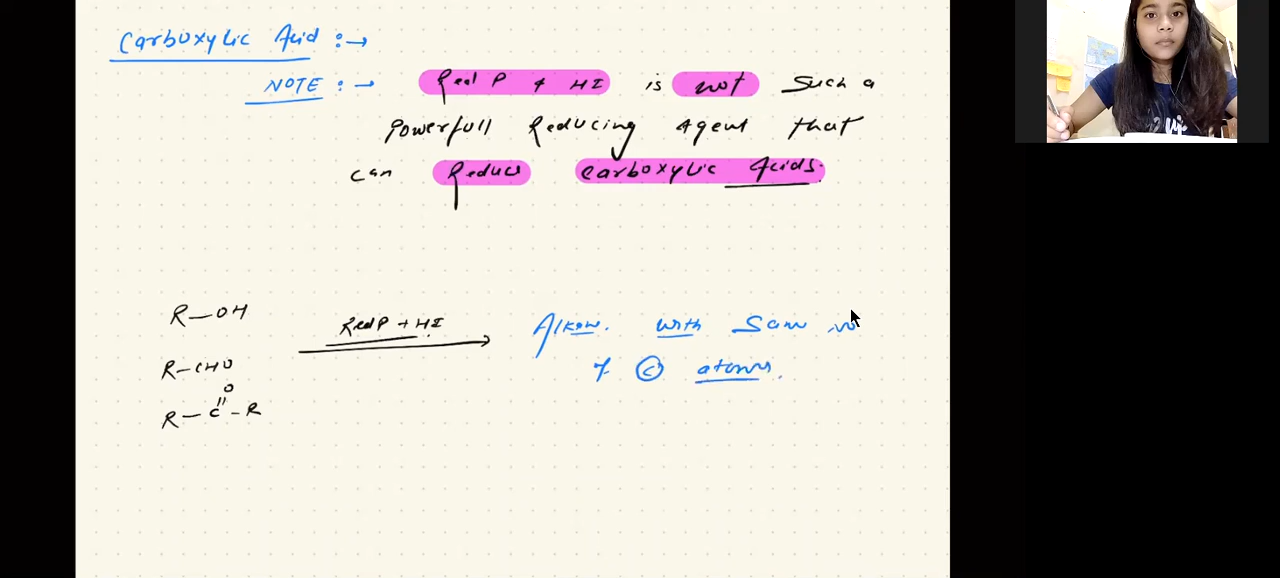 Carboxylic Acid :→
NOTE :→ Red P + HI is not Such a
Powerfull Reducing Agent that
can Reduce Carboxylic Acids.
R—OH
Red P + HI
Alkane. with Same no
R—CHO
of C atoms.
O
R—C—R